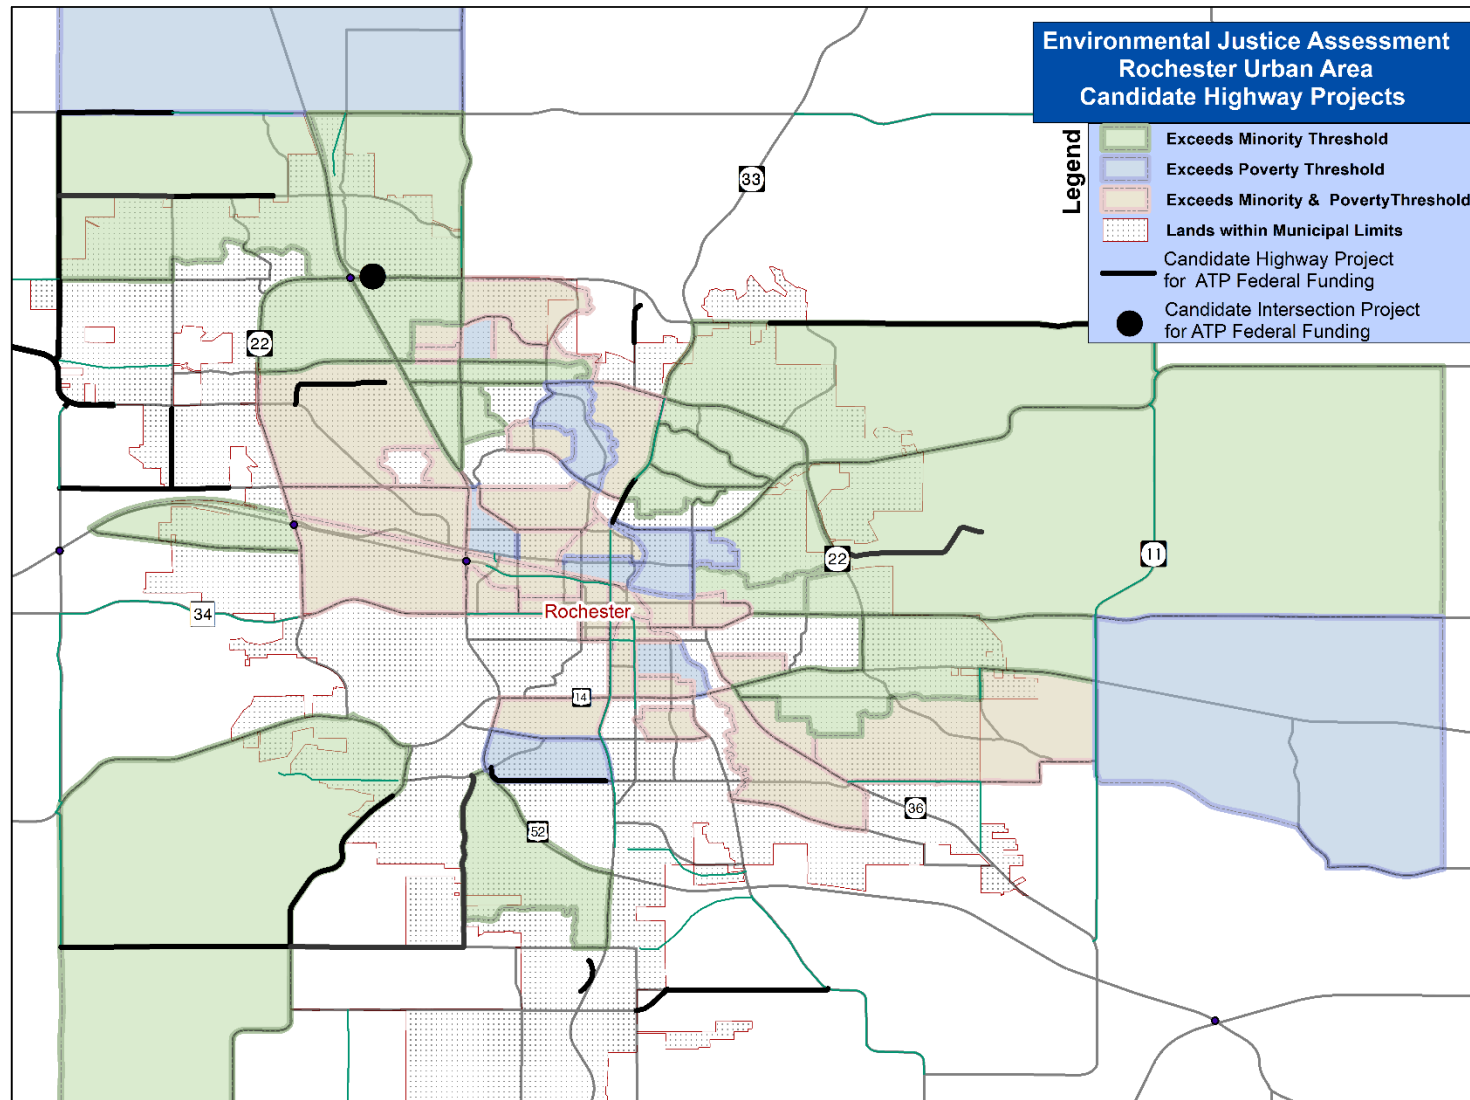 Environmental Justice Assessment
Rochester Urban Area
Candidate Highway Projects
Legend
Exceeds Minority Threshold
Exceeds Poverty Threshold
Exceeds Minority & PovertyThreshold
Lands within Municipal Limits
Candidate Highway Project
for ATP Federal Funding
Candidate Intersection Project
for ATP Federal Funding
33
22
22
11
34
Rochester
14
36
52